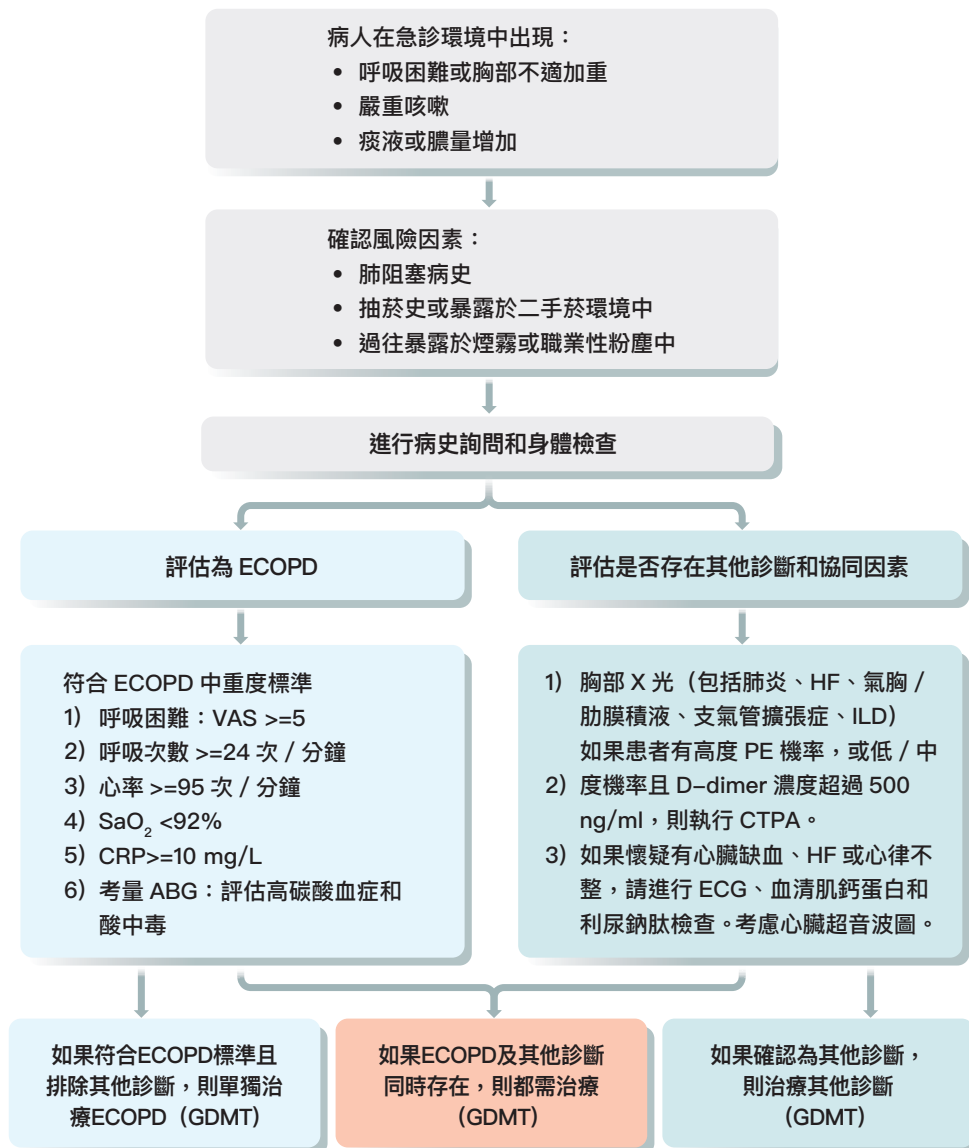 病人在急診環境中出現：
• 呼吸困難或胸部不適加重
• 嚴重咳嗽
• 痰液或膿量增加
確認風險因素：
• 肺阻塞病史
• 抽菸史或暴露於二手菸環境中
• 過往暴露於煙霧或職業性粉塵中
進行病史詢問和身體檢查
評估為 ECOPD
評估是否存在其他診斷和協同因素
符合 ECOPD 中重度標準
1) 呼吸困難：VAS >=5
2) 呼吸次數 >=24 次 / 分鐘
3) 心率 >=95 次 / 分鐘
4) SaO₂ <92%
5) CRP>=10 mg/L
6) 考量 ABG：評估高碳酸血症和
酸中毒
1) 胸部 X 光（包括肺炎、HF、氣胸 /
肋膜積液、支氣管擴張症、ILD）
如果患者有高度 PE 機率，或低 / 中
2) 度機率且 D-dimer 濃度超過 500
ng/ml，則執行 CTPA。
3) 如果懷疑有心臟缺血、HF 或心律不
整，請進行 ECG、血清肌鈣蛋白和
利尿鈉肽檢查。考慮心臟超音波圖。
如果符合ECOPD標準且
排除其他診斷，則單獨治
療ECOPD（GDMT）
如果ECOPD及其他診斷
同時存在，則都需治療
（GDMT）
如果確認為其他診斷，
則治療其他診斷
（GDMT）